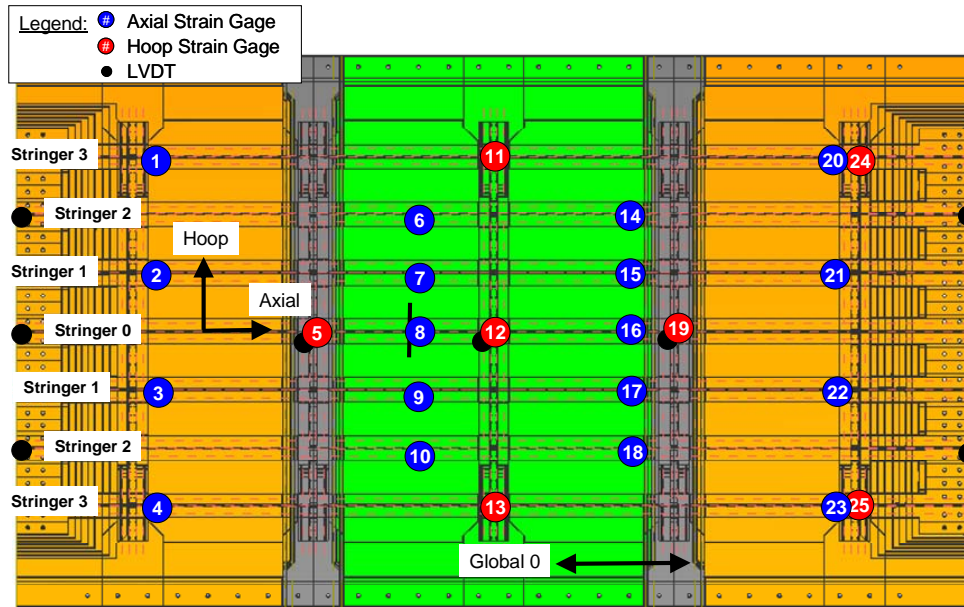 Legend:
# Axial Strain Gage
# Hoop Strain Gage
LVDT
Stringer 3
1
11
20
24
Stringer 2
6
14
Hoop
Stringer 1
2
7
15
21
Axial
Stringer 0
5
8
12
16
19
Stringer 1
3
9
17
22
Stringer 2
10
18
Stringer 3
4
13
23
25
Global 0